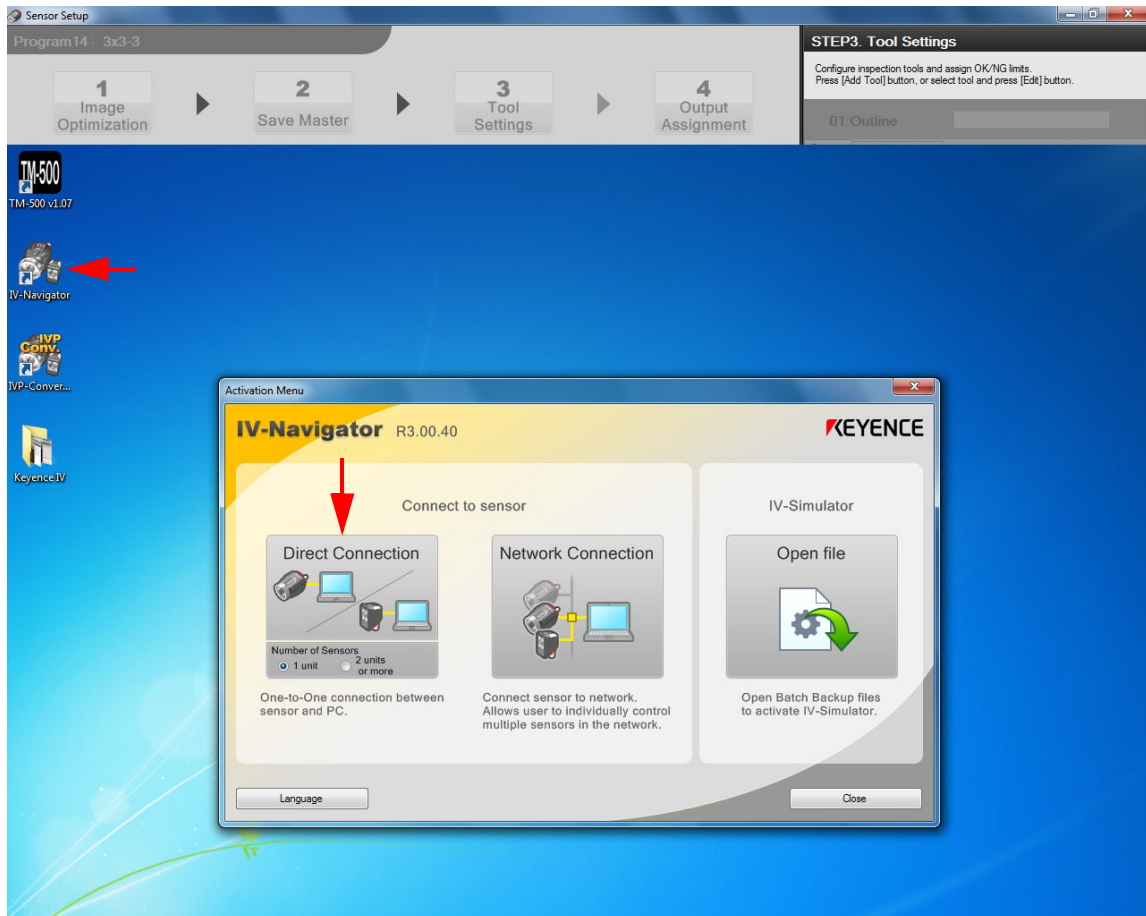 Sensor Setup
Program14: 3x3-3
1
Image
Optimization
2
Save Master
3
Tool
Settings
4
Output
Assignment
STEP3. Tool Settings
Configure inspection tools and assign OK/NG limits.
Press [Add Tool] button, or select tool and press [Edit] button.
01:Outline
TM-500
TM-500 v1.07
IV-Navigator
IVP
Conv.
IVP-Conver...
Keyence IV
Activation Menu
IV-Navigator R3.00.40
KEYENCE
Connect to sensor
Direct Connection
Number of Sensors
1 unit
2 units
or more
One-to-One connection between
sensor and PC.
Network Connection
Connect sensor to network.
Allows user to individually control
multiple sensors in the network.
IV-Simulator
Open file
Open Batch Backup files
to activate IV-Simulator.
Language
Close